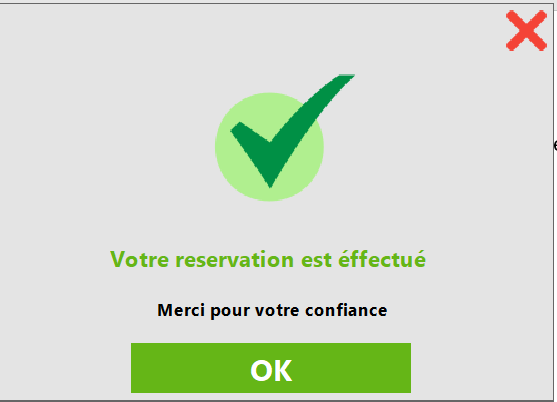 Votre reservation est éffectué
Merci pour votre confiance
OK